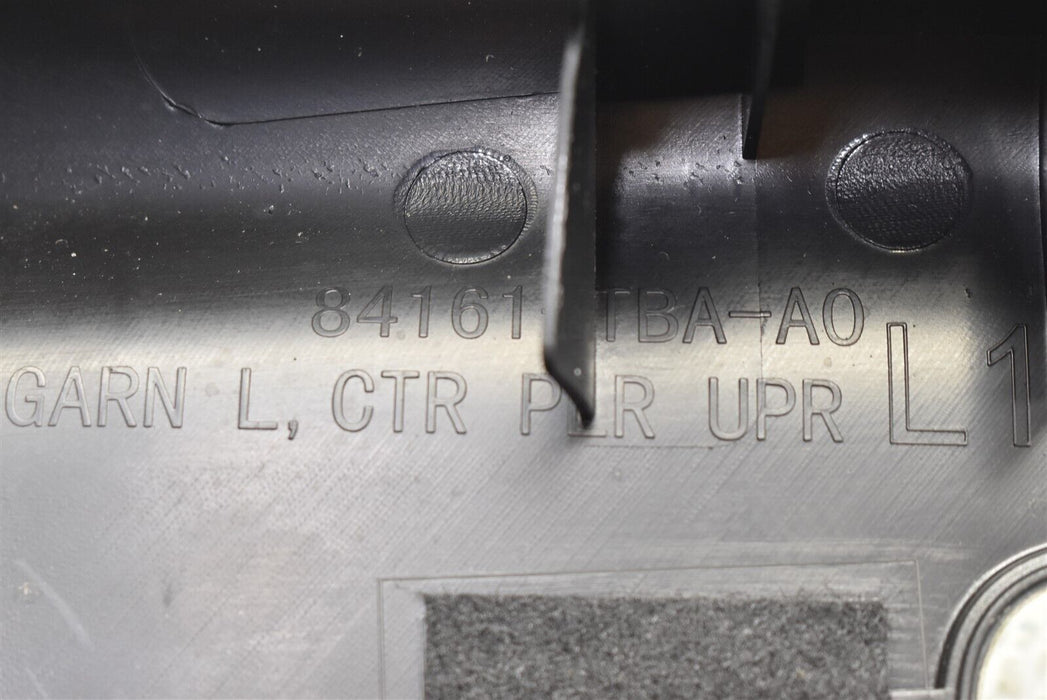 84161-TBA-A0
GARN L, CTR PLR UPR
L1